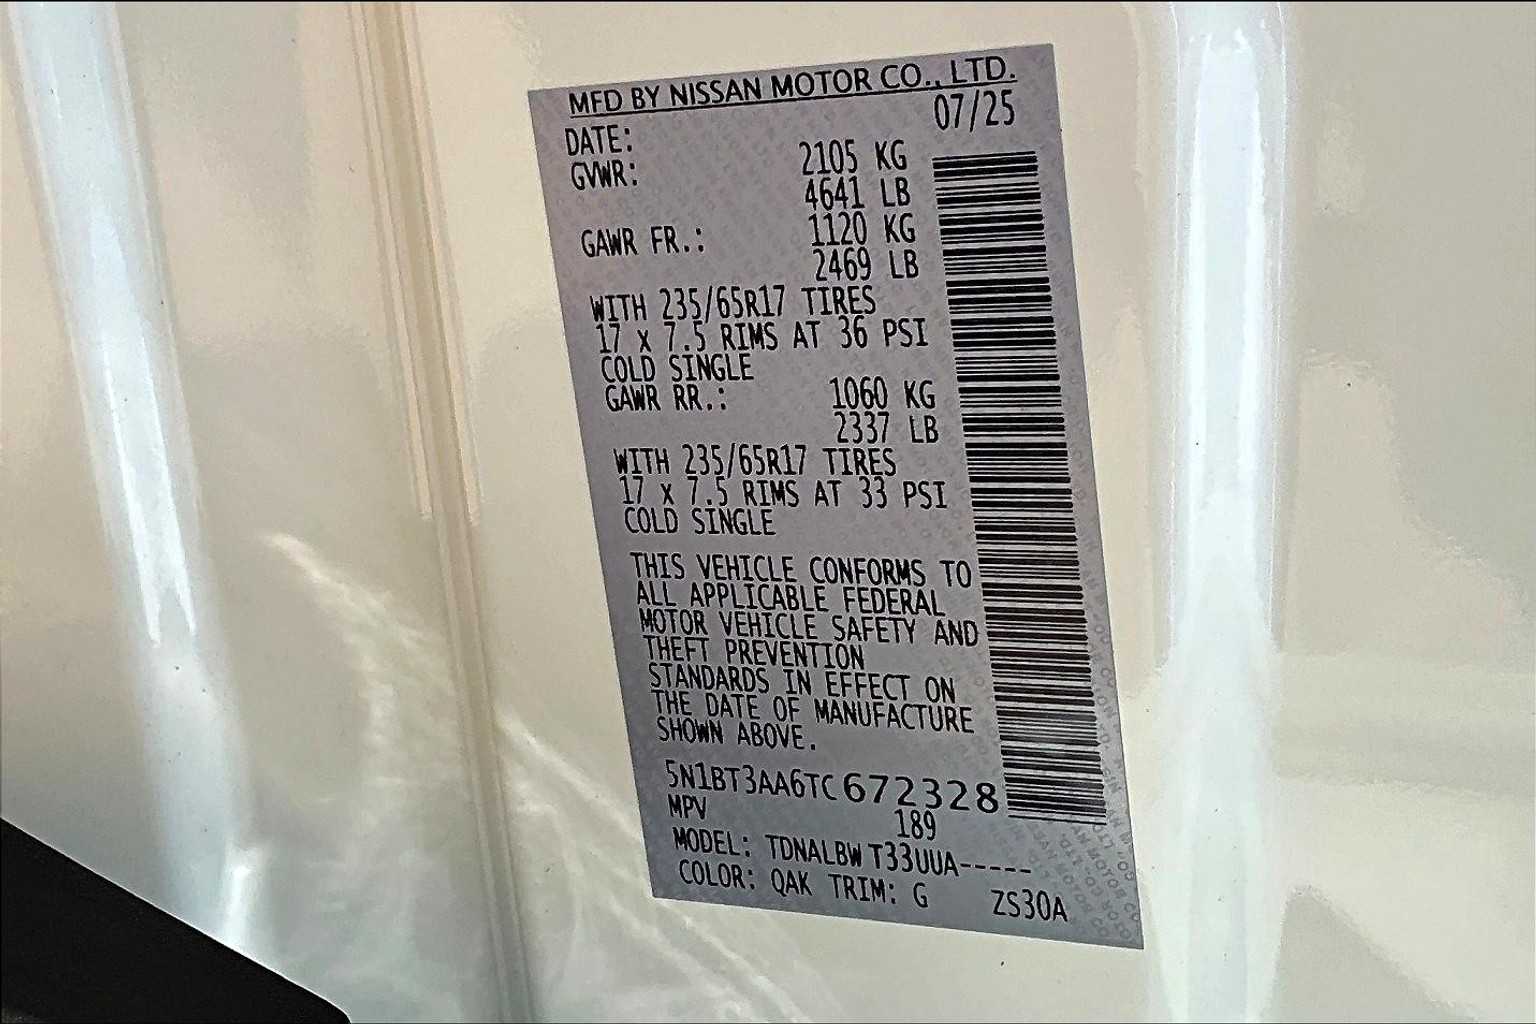 MFD BY NISSAN MOTOR CO., LTD.
DATE: 07/25
GVWR: 2105 KG
4641 LB
GAWR FR.: 1120 KG
2469 LB
WITH 235/65R17 TIRES
17 x 7.5 RIMS AT 36 PSI
COLD SINGLE
GAWR RR.: 1060 KG
2337 LB
WITH 235/65R17 TIRES
17 x 7.5 RIMS AT 33 PSI
COLD SINGLE
THIS VEHICLE CONFORMS TO
ALL APPLICABLE FEDERAL
MOTOR VEHICLE SAFETY AND
THEFT PREVENTION
STANDARDS IN EFFECT ON
THE DATE OF MANUFACTURE
SHOWN ABOVE.
5N1BT3AA6TC672328
MPV 189
MODEL: TDNALBW T33UUA-----
COLOR: QAK TRIM: G ZS30A